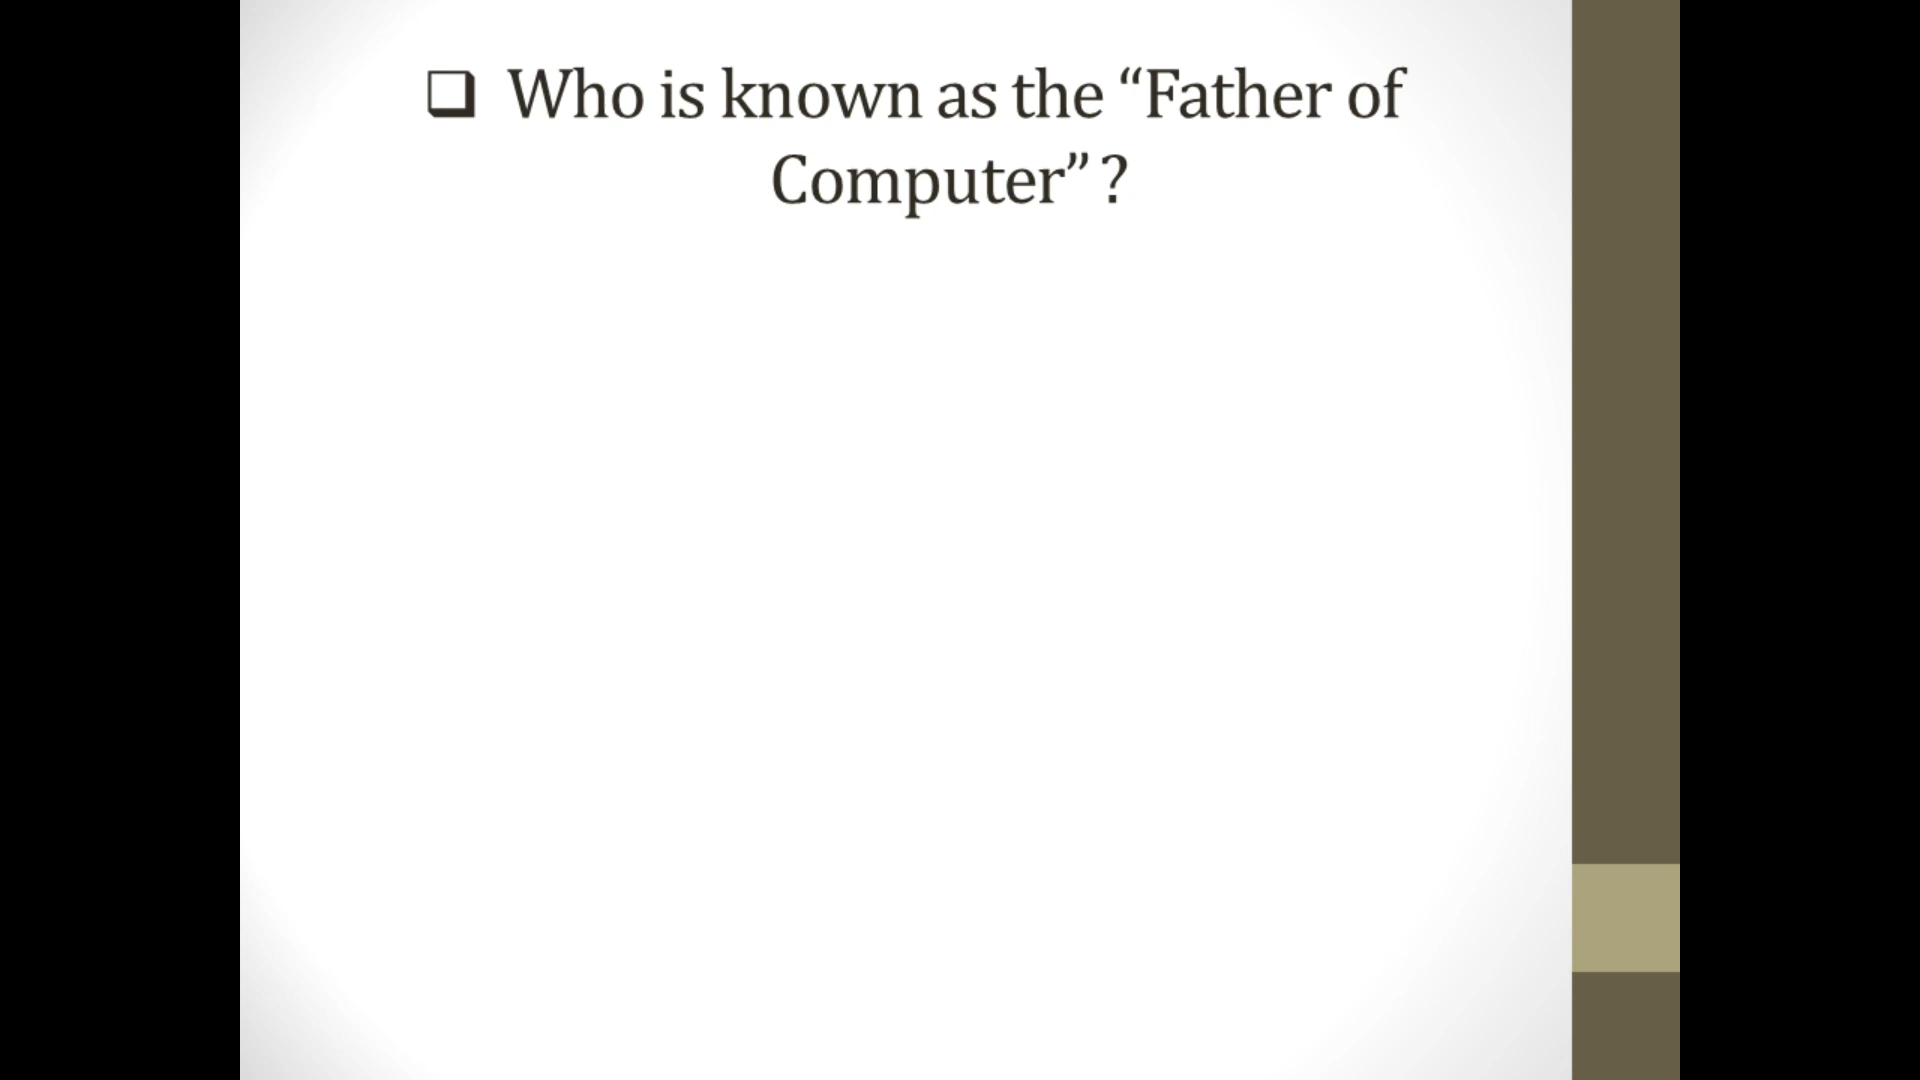 ❑ Who is known as the “Father of
Computer” ?